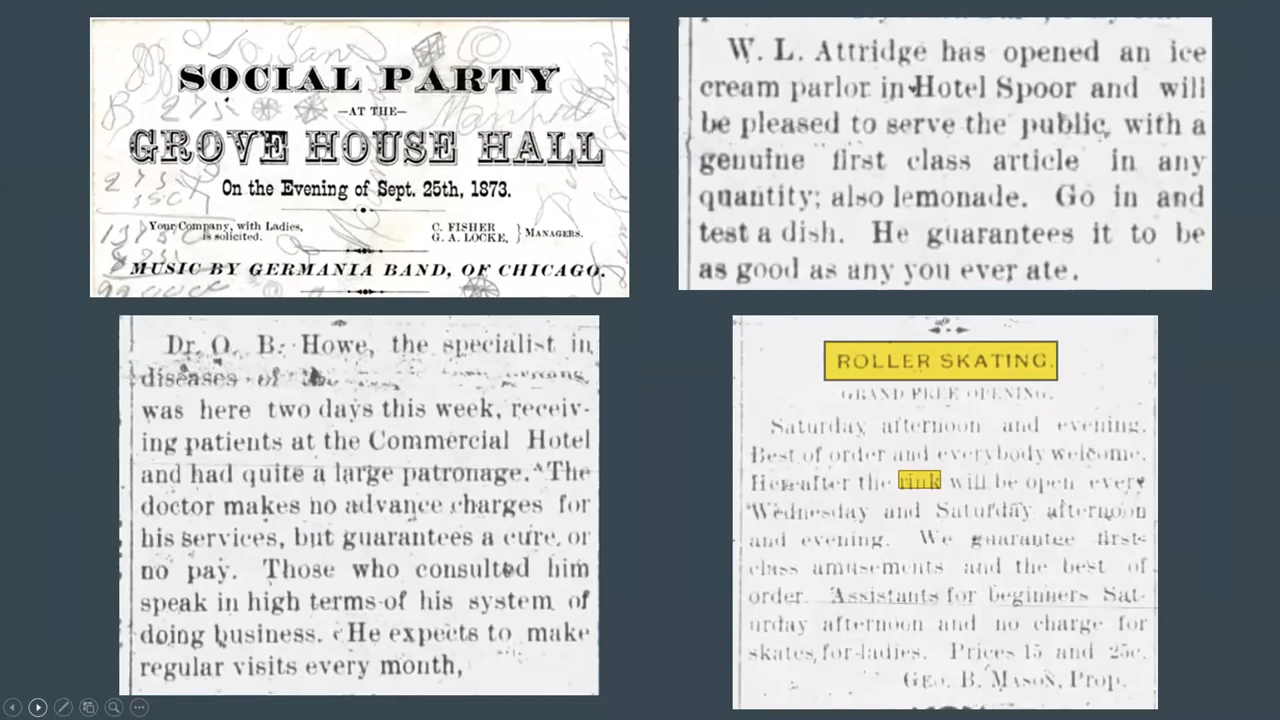 SOCIAL PARTY
—AT THE—
GROVE HOUSE HALL
On the Evening of Sept. 25th, 1873.
Your Company, with Ladies,
is solicited.
C. FISHER
G. A. LOCKE, } MANAGERS.
MUSIC BY GERMANIA BAND, OF CHICAGO.
W. L. Attridge has opened an ice
cream parlor in Hotel Spoor and will
be pleased to serve the public, with a
genuine first class article in any
quantity; also lemonade. Go in and
test a dish. He guarantees it to be
as good as any you ever ate.
Dr. O. B. Howe, the specialist in
diseases of
was here two days this week, receiv-
ing patients at the Commercial Hotel
and had quite a large patronage. The
doctor makes no advance charges for
his services, but guarantees a cure, or
no pay. Those who consulted him
speak in high terms of his system of
doing business. He expects to make
regular visits every month,
ROLLER SKATING.
GRAND FREE OPENING.
Saturday afternoon and evening.
Best of order and everybody welcome.
Hereafter the rink will be open every
Wednesday and Saturday afternoon
and evening. We guarantee first-
class amusements and the best of
order. Assistants for beginners Sat-
urday afternoon and no charge for
skates, for ladies. Prices 15 and 25c.
GEO. B. MASON, Prop.